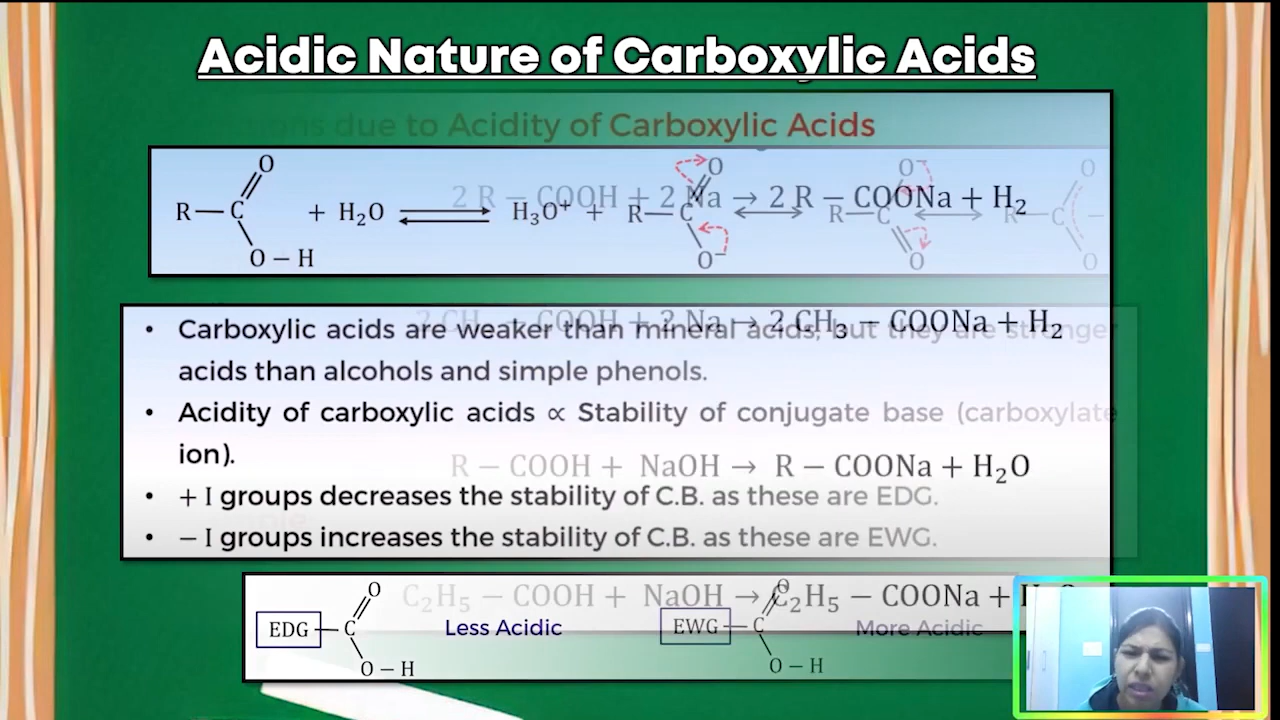 Acidic Nature of Carboxylic Acids
due to Acidity of Carboxylic Acids
2 R − COOH + 2 Na → 2 R − COONa + H₂
O O O⁻ O
R − C + H₂O ⇌ H₃O⁺ + R − C ↔ R − C ↔ R − C
O − H O⁻ O O
2 CH₃ − COOH + 2 Na → 2 CH₃ − COONa + H₂
• Carboxylic acids are weaker than mineral acids, but they are stronger
acids than alcohols and simple phenols.
• Acidity of carboxylic acids ∝ Stability of conjugate base (carboxylate
ion).
R − COOH + NaOH → R − COONa + H₂O
• + I groups decreases the stability of C.B. as these are EDG.
• − I groups increases the stability of C.B. as these are EWG.
C₂H₅ − COOH + NaOH → C₂H₅ − COONa +
O O
EDG − C Less Acidic EWG − C More Acidic
O − H O − H